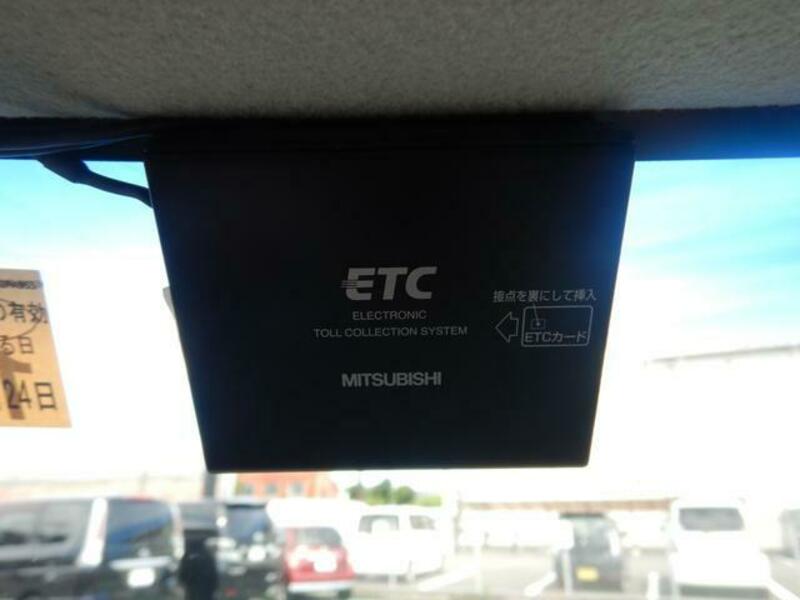 ETC
ELECTRONIC
TOLL COLLECTION SYSTEM
MITSUBISHI
接点を裏にして挿入
ETCカード
の有効
る日
24日